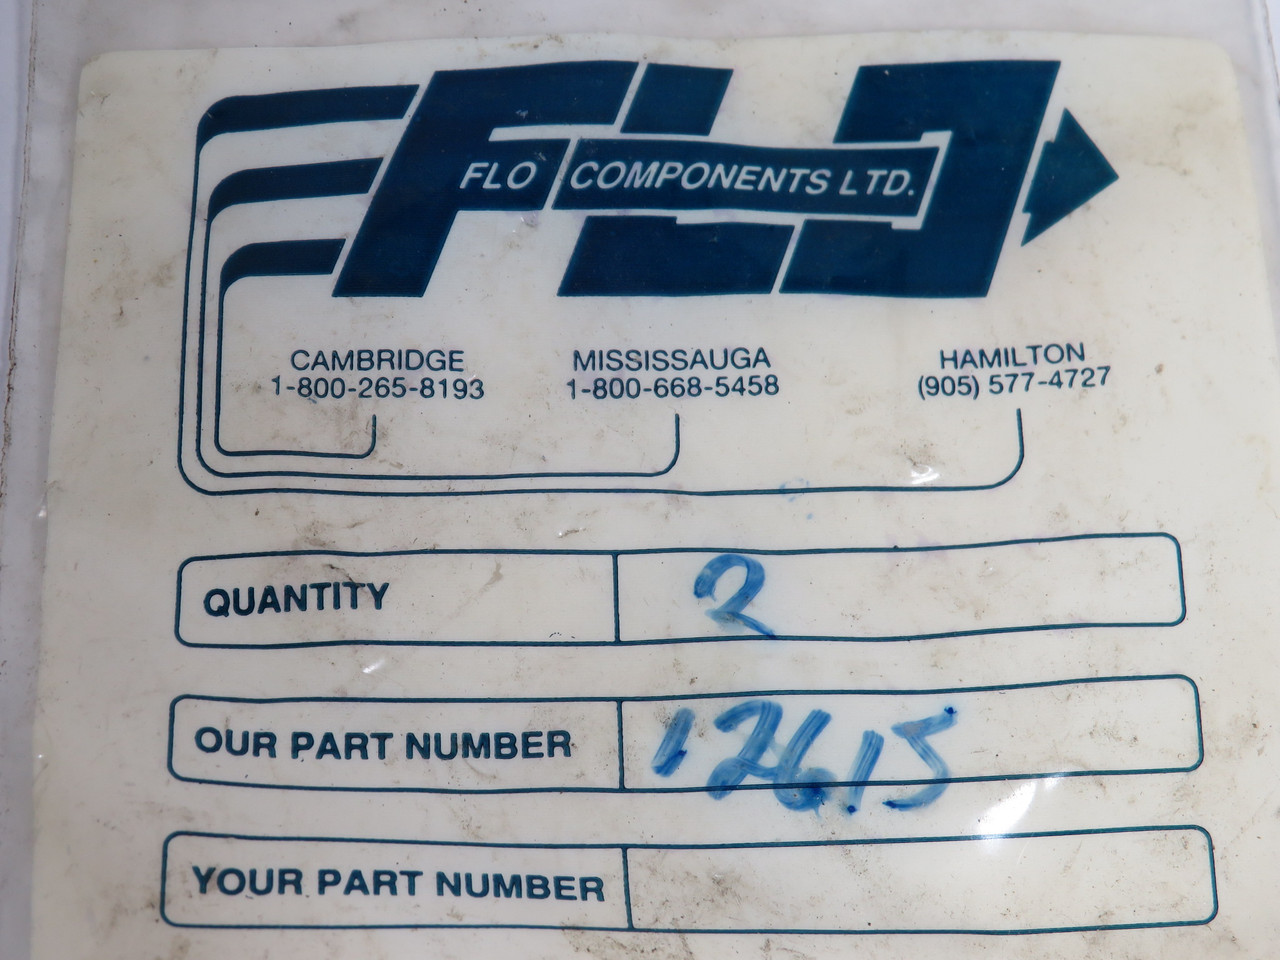 FLO
FLO COMPONENTS LTD.
CAMBRIDGE MISSISSAUGA HAMILTON
1-800-265-8193 1-800-668-5458 (905) 577-4727
QUANTITY 2
OUR PART NUMBER 12615
YOUR PART NUMBER